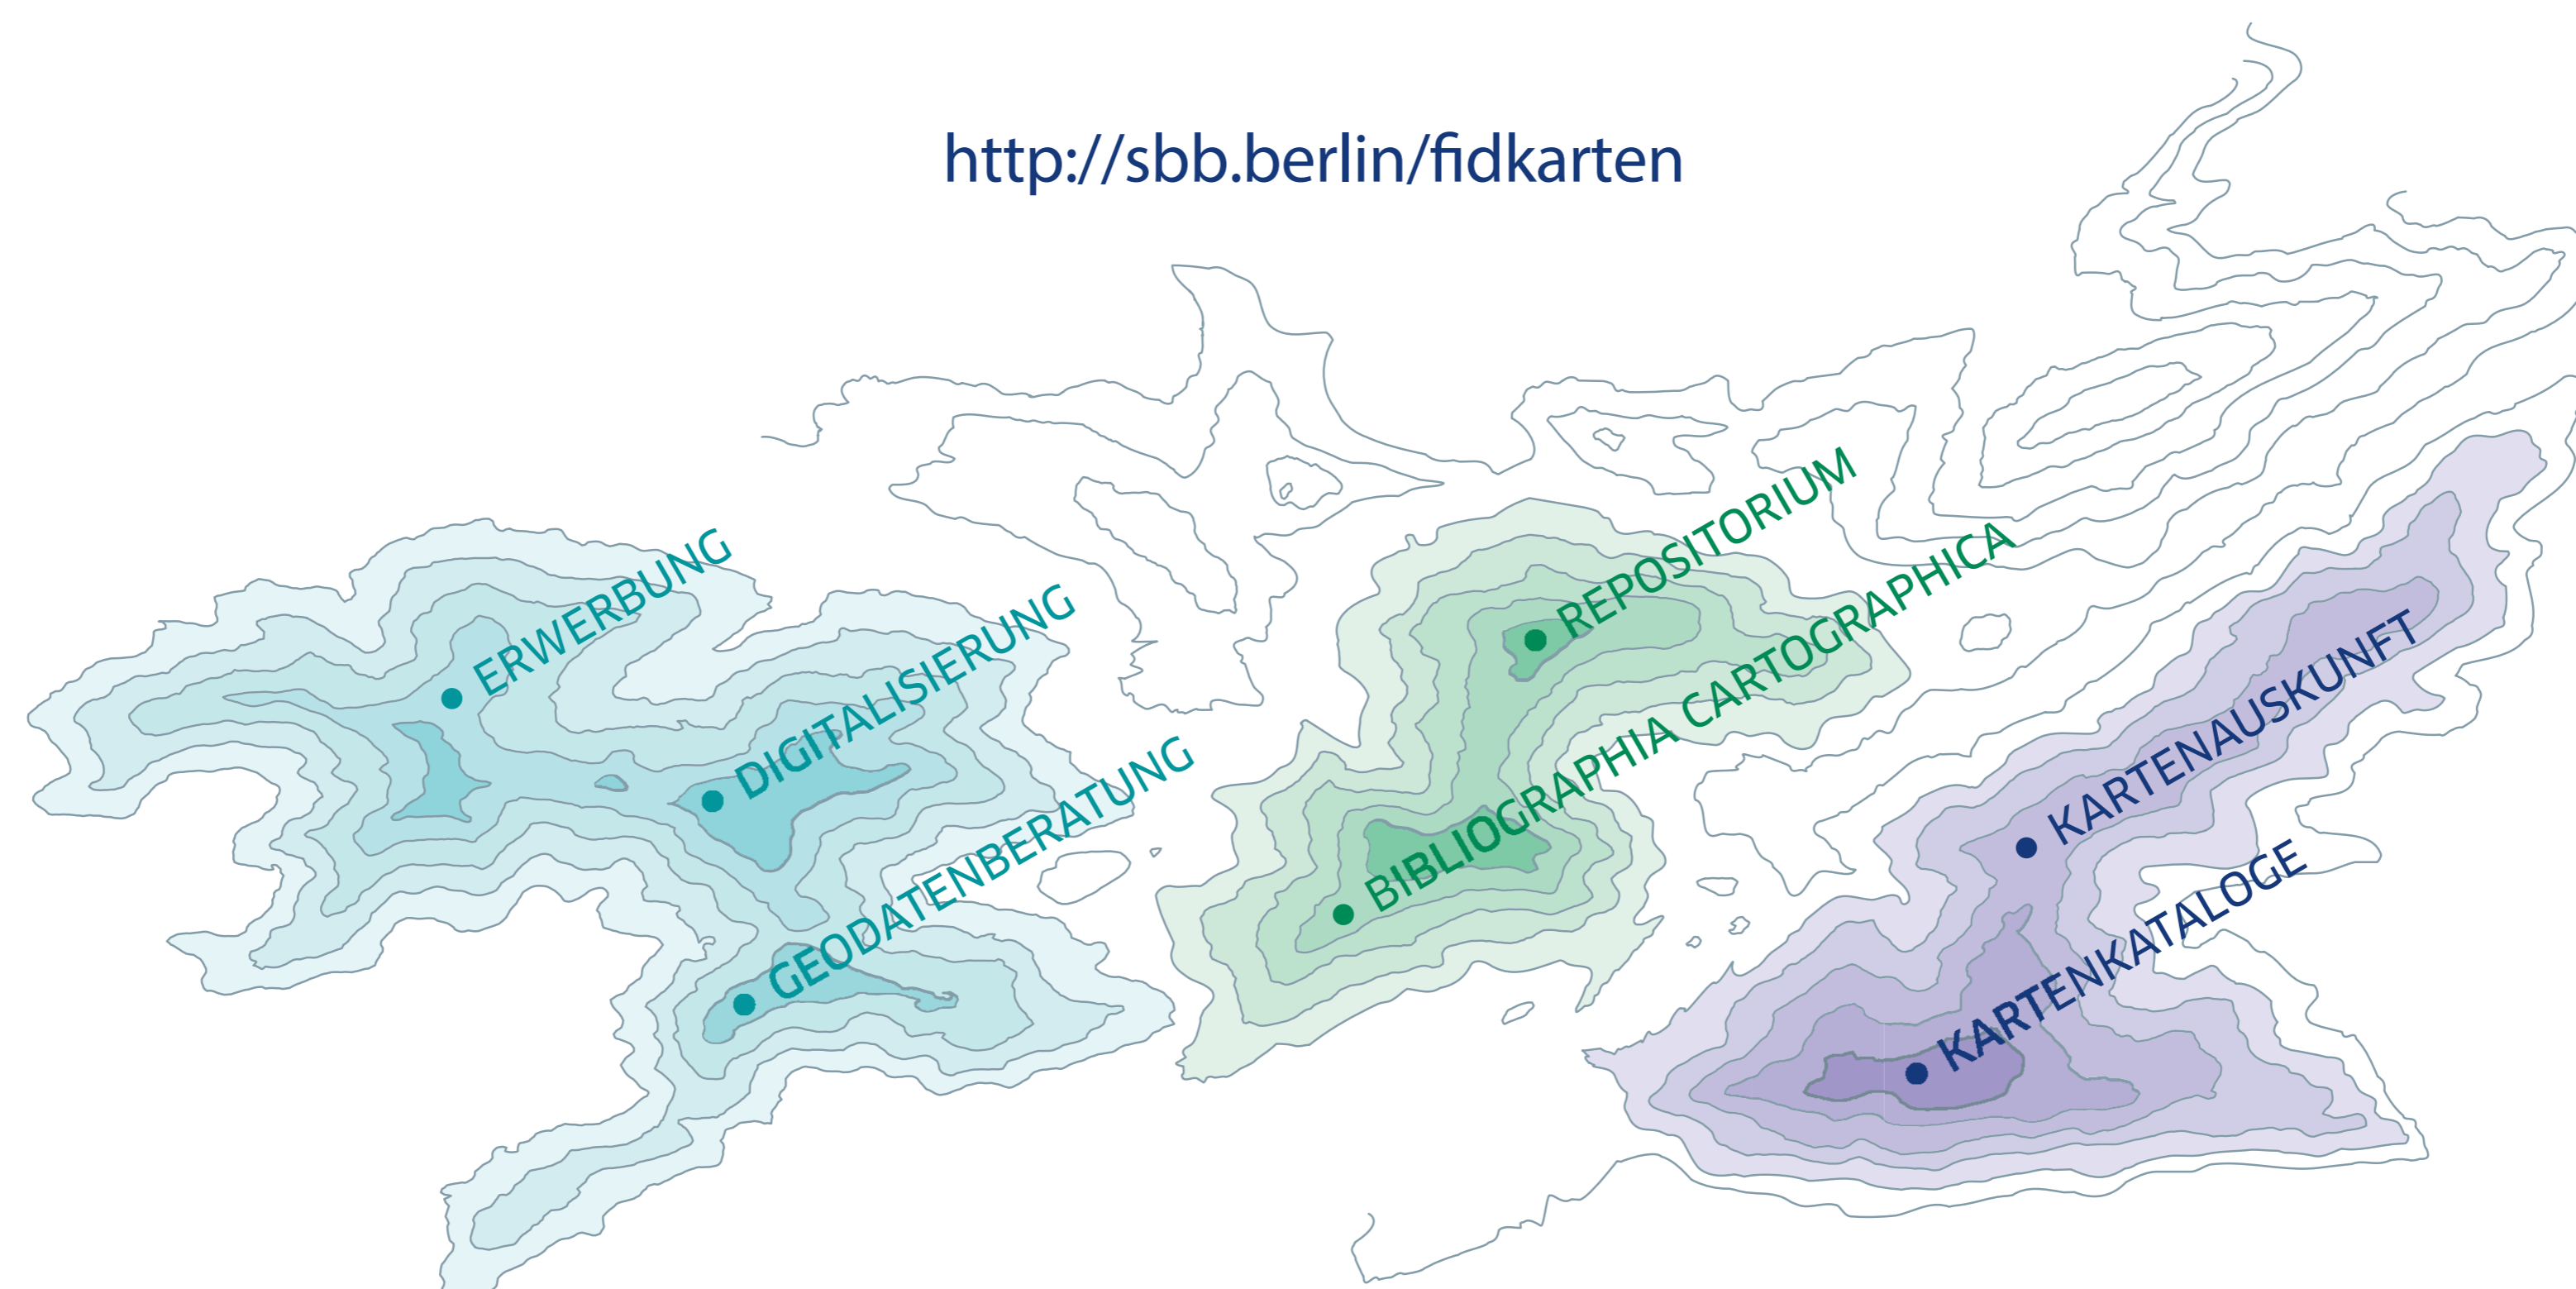 http://sbb.berlin/fidkarten
ERWERBUNG
DIGITALISIERUNG
GEODATENBERATUNG
REPOSITORIUM
BIBLIOGRAPHIA CARTOGRAPHICA
KARTENAUSKUNFT
KARTENKATALOGE